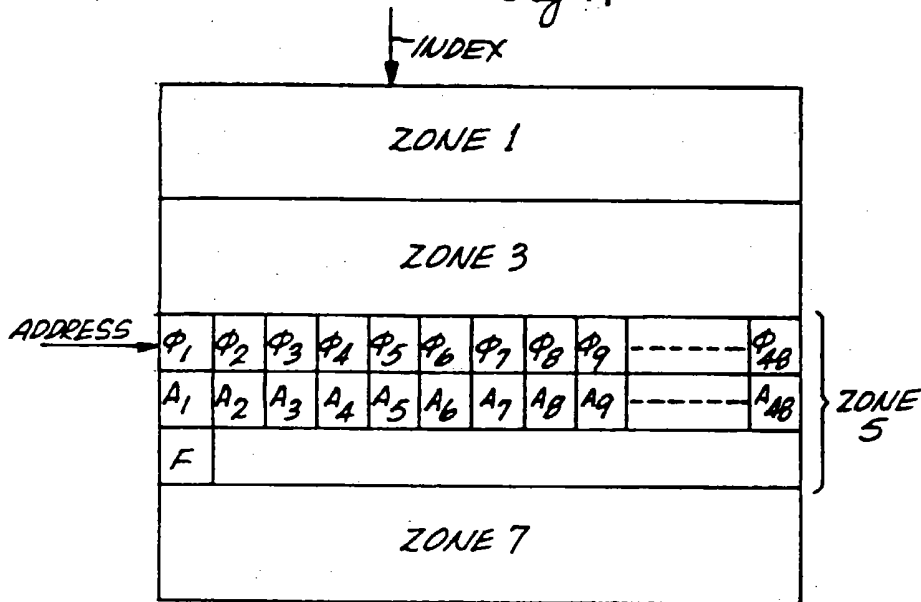 INDEX
ZONE 1
ZONE 3
ADDRESS
Φ1 Φ2 Φ3 Φ4 Φ5 Φ6 Φ7 Φ8 Φ9 ------- Φ48
A1 A2 A3 A4 A5 A6 A7 A8 A9 ------- A48
ZONE
5
F
ZONE 7